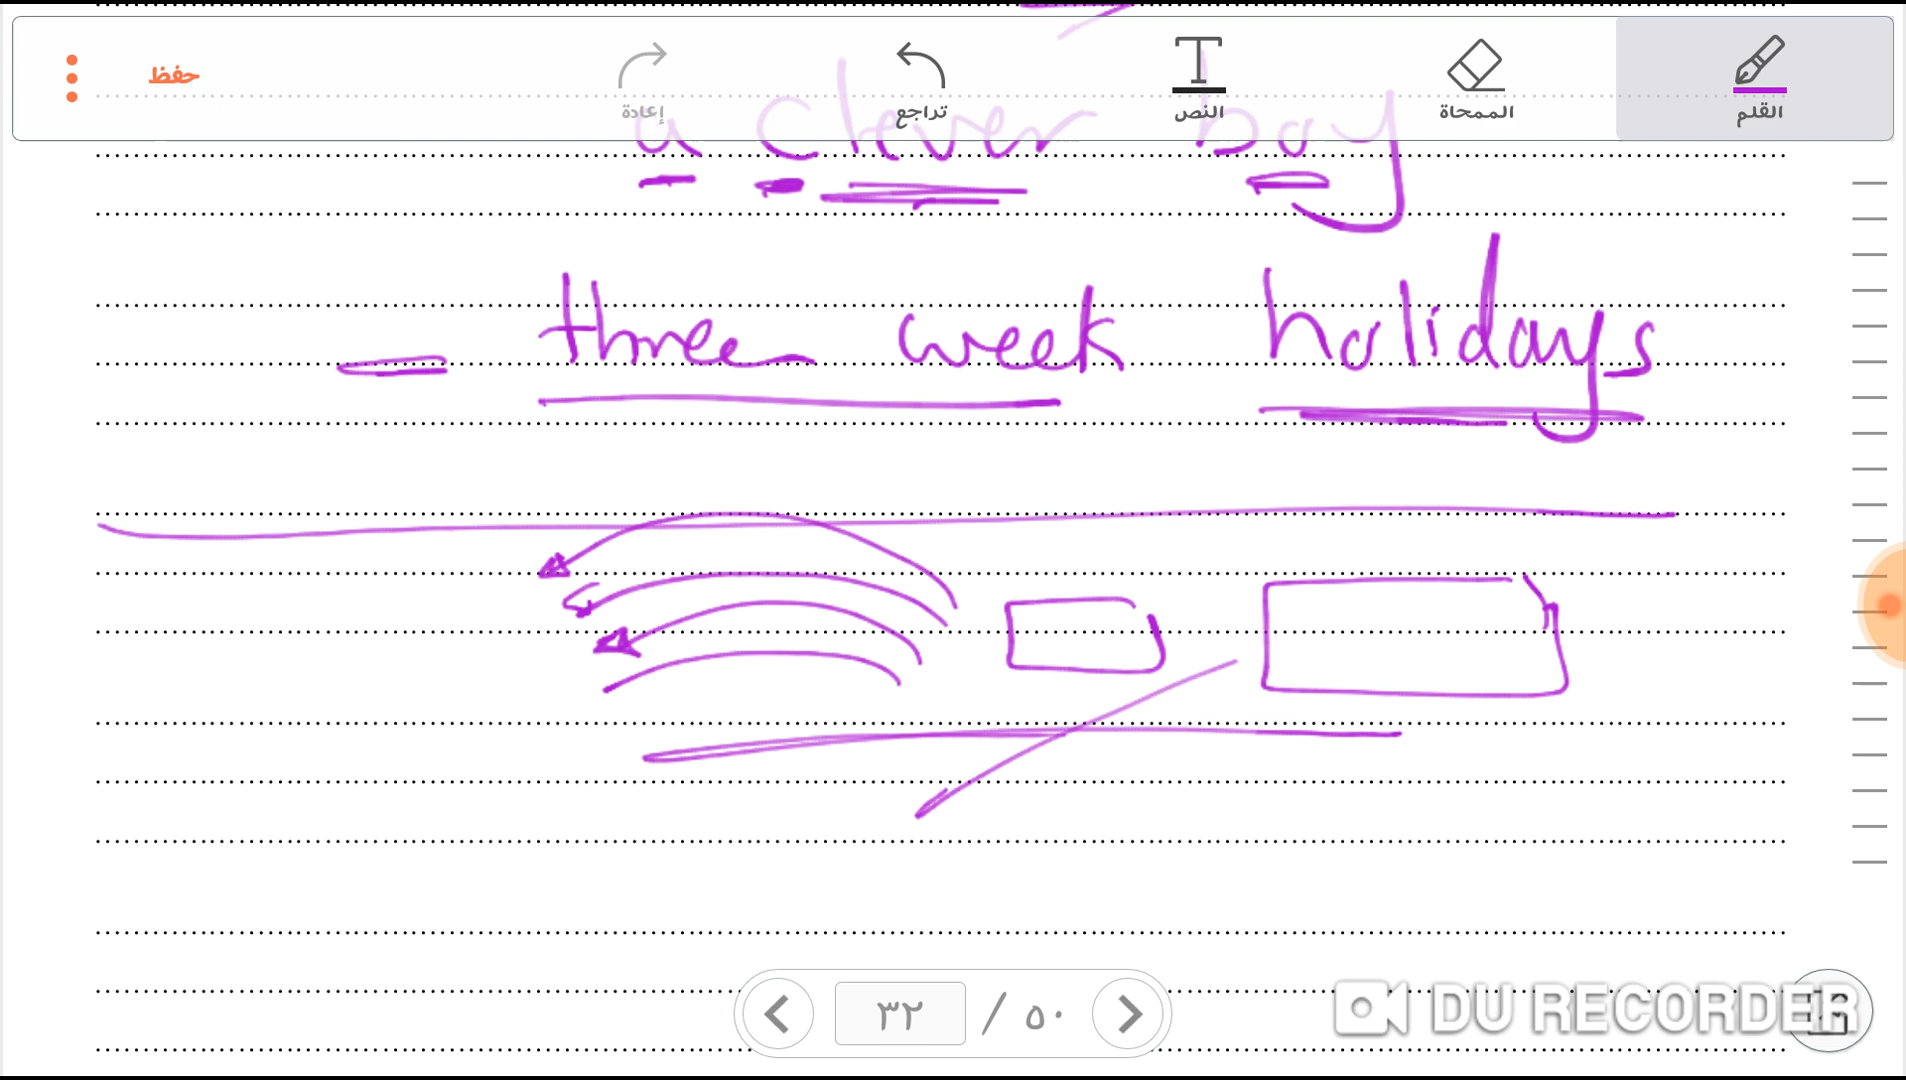 حفظ إعادة تراجع النص الممحاة القلم
a clever boy
three week holidays
٣٢ / ٥٠
DU RECORDER